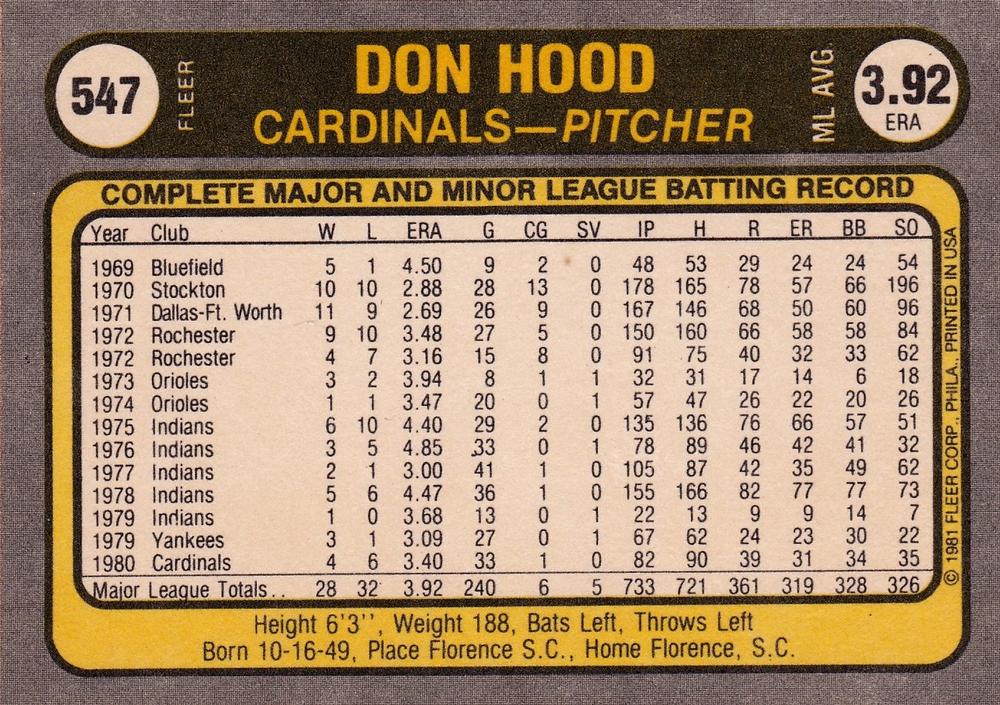 547 FLEER DON HOOD ML AVG. 3.92
CARDINALS—PITCHER ERA
COMPLETE MAJOR AND MINOR LEAGUE BATTING RECORD
Year Club W L ERA G CG SV IP H R ER BB SO
1969 Bluefield 5 1 4.50 9 2 0 48 53 29 24 24 54
1970 Stockton 10 10 2.88 28 13 0 178 165 78 57 66 196
1971 Dallas-Ft. Worth 11 9 2.69 26 9 0 167 146 68 50 60 96
1972 Rochester 9 10 3.48 27 5 0 150 160 66 58 58 84
1972 Rochester 4 7 3.16 15 8 0 91 75 40 32 33 62
1973 Orioles 3 2 3.94 8 1 1 32 31 17 14 6 18
1974 Orioles 1 1 3.47 20 0 1 57 47 26 22 20 26
1975 Indians 6 10 4.40 29 2 0 135 136 76 66 57 51
1976 Indians 3 5 4.85 33 0 1 78 89 46 42 41 32
1977 Indians 2 1 3.00 41 1 0 105 87 42 35 49 62
1978 Indians 5 6 4.47 36 1 0 155 166 82 77 77 73
1979 Indians 1 0 3.68 13 0 1 22 13 9 9 14 7
1979 Yankees 3 1 3.09 27 0 1 67 62 24 23 30 22
1980 Cardinals 4 6 3.40 33 1 0 82 90 39 31 34 35
Major League Totals.. 28 32 3.92 240 6 5 733 721 361 319 328 326
Height 6'3'', Weight 188, Bats Left, Throws Left
Born 10-16-49, Place Florence S.C., Home Florence, S.C.
© 1981 FLEER CORP., PHILA., PRINTED IN USA